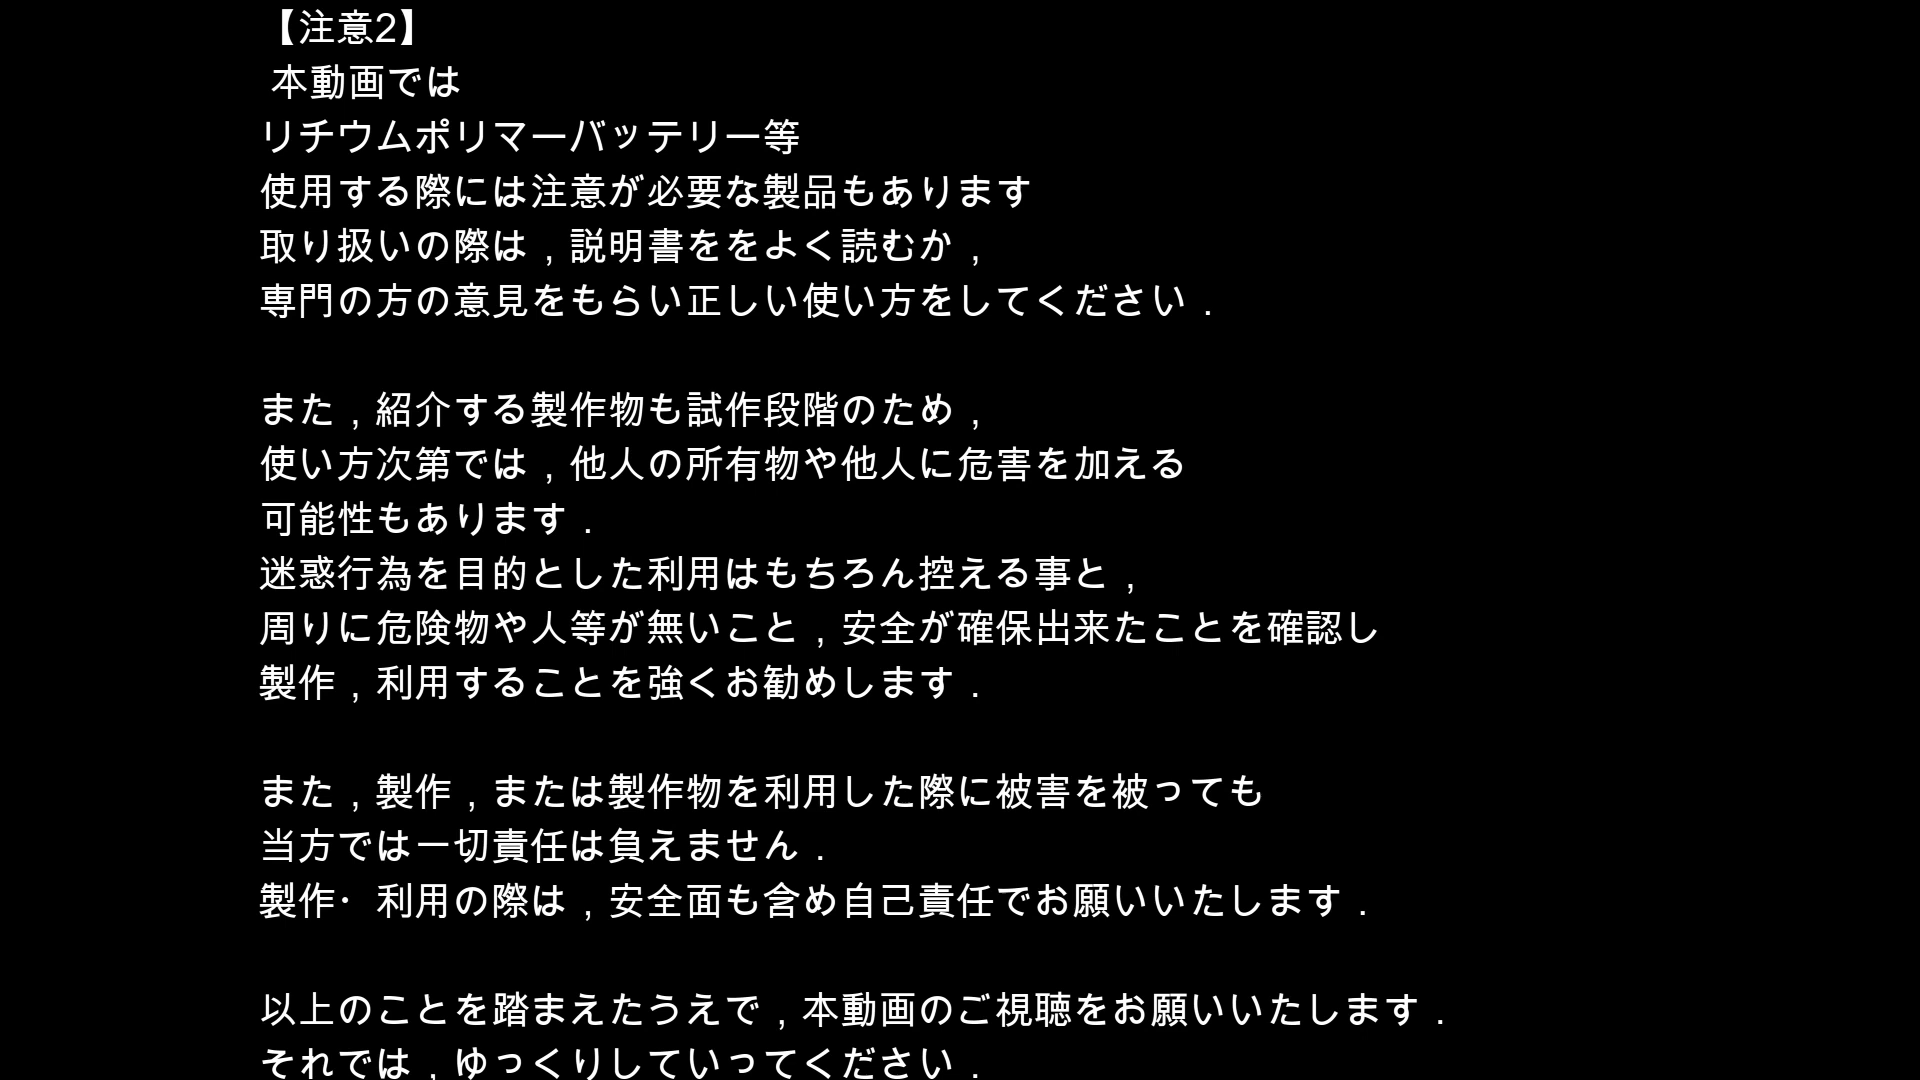 【注意2】
本動画では
リチウムポリマーバッテリー等
使用する際には注意が必要な製品もあります
取り扱いの際は，説明書ををよく読むか，
専門の方の意見をもらい正しい使い方をしてください．
また，紹介する製作物も試作段階のため，
使い方次第では，他人の所有物や他人に危害を加える
可能性もあります．
迷惑行為を目的とした利用はもちろん控える事と，
周りに危険物や人等が無いこと，安全が確保出来たことを確認し
製作，利用することを強くお勧めします．
また，製作，または製作物を利用した際に被害を被っても
当方では一切責任は負えません．
製作・利用の際は，安全面も含め自己責任でお願いいたします．
以上のことを踏まえたうえで，本動画のご視聴をお願いいたします．
それでは，ゆっくりしていってください．